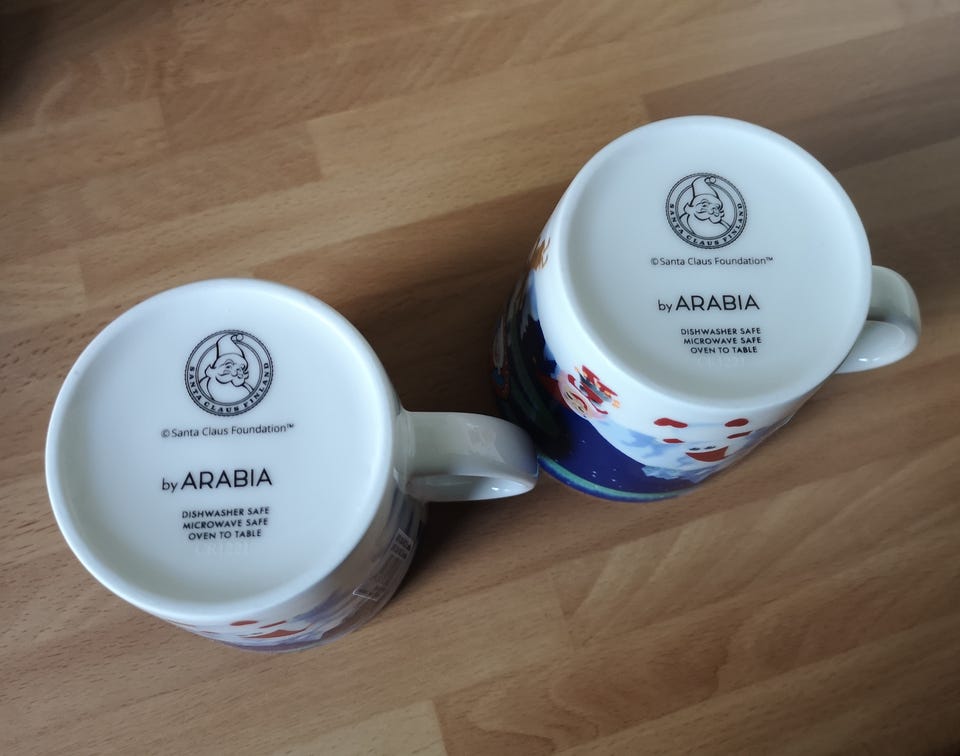 SANTA CLAUS FINLAND
©Santa Claus Foundation™
by ARABIA
DISHWASHER SAFE
MICROWAVE SAFE
OVEN TO TABLE
SANTA CLAUS FINLAND
©Santa Claus Foundation™
by ARABIA
DISHWASHER SAFE
MICROWAVE SAFE
OVEN TO TABLE